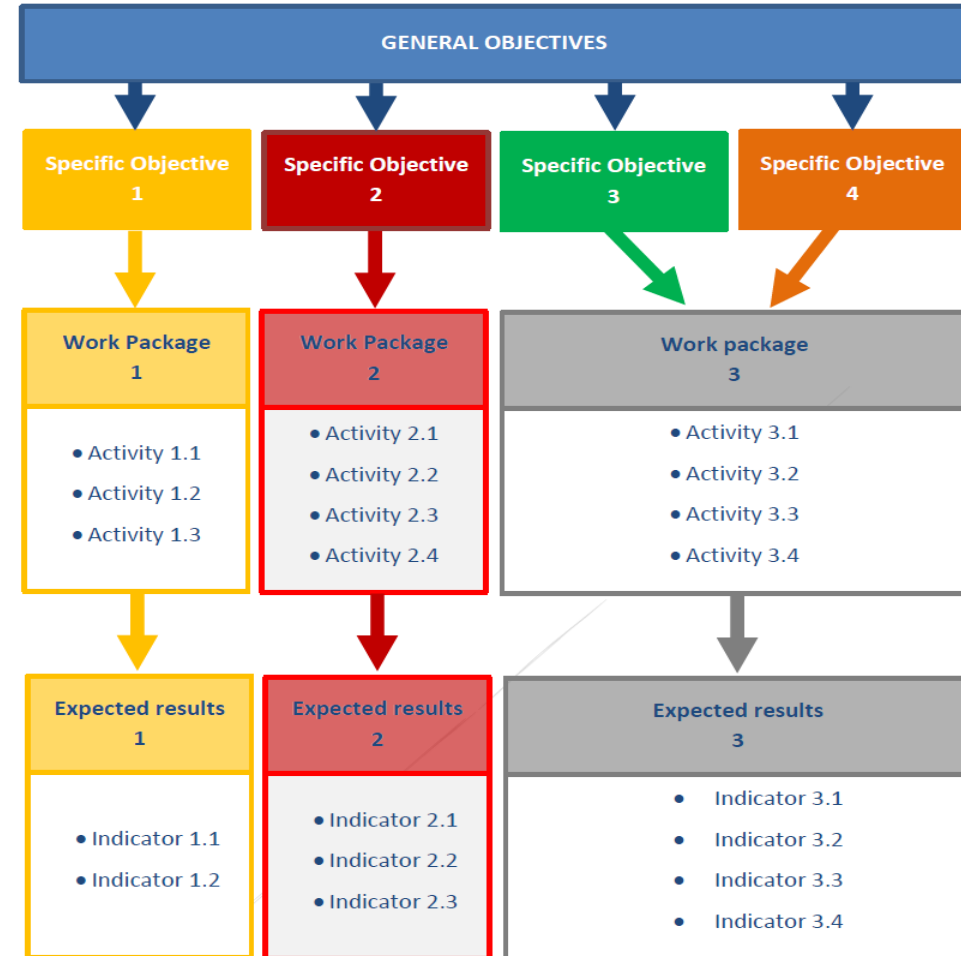 GENERAL OBJECTIVES
Specific Objective
1
Specific Objective
2
Specific Objective
3
Specific Objective
4
Work Package
1
• Activity 1.1
• Activity 1.2
• Activity 1.3
Work Package
2
• Activity 2.1
• Activity 2.2
• Activity 2.3
• Activity 2.4
Work package
3
• Activity 3.1
• Activity 3.2
• Activity 3.3
• Activity 3.4
Expected results
1
• Indicator 1.1
• Indicator 1.2
Expected results
2
• Indicator 2.1
• Indicator 2.2
• Indicator 2.3
Expected results
3
• Indicator 3.1
• Indicator 3.2
• Indicator 3.3
• Indicator 3.4